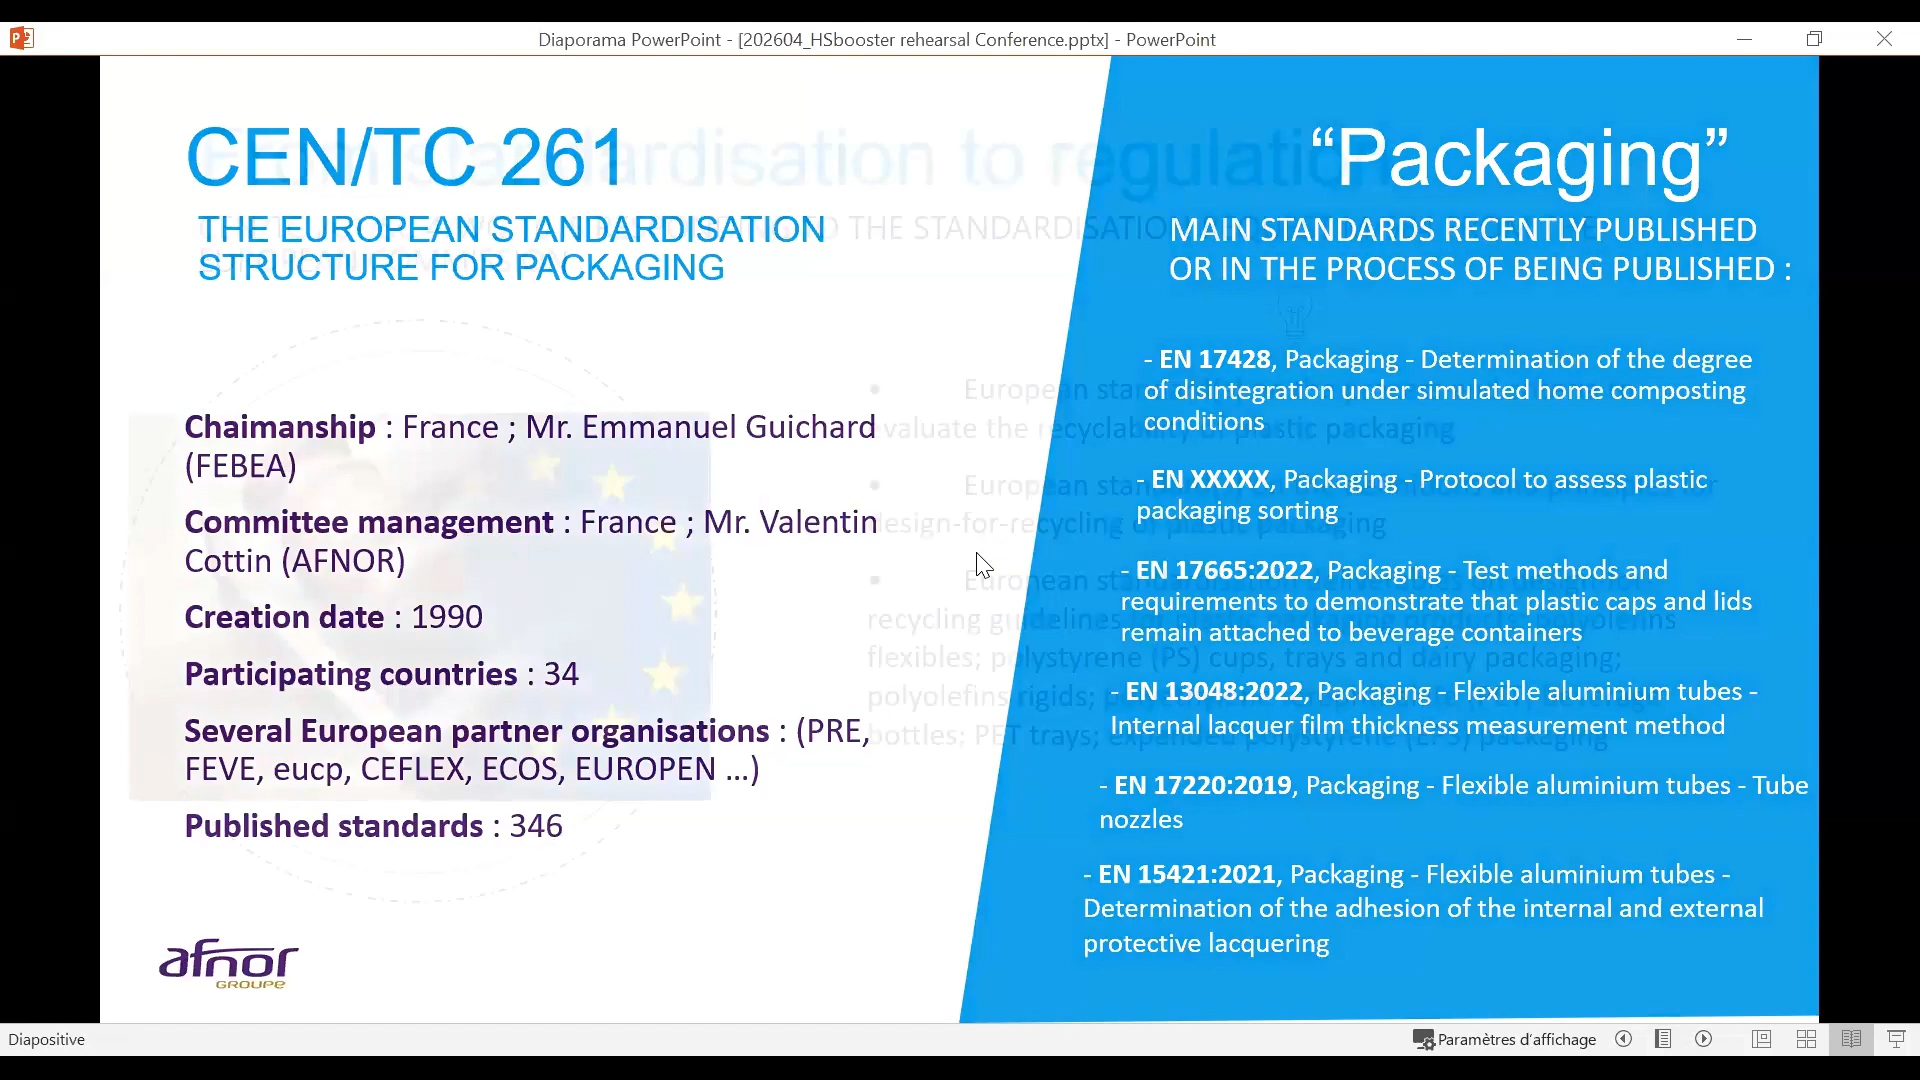 Diaporama PowerPoint - [202604_HSbooster rehearsal Conference.pptx] - PowerPoint
CEN/TC 261
THE EUROPEAN STANDARDISATION
STRUCTURE FOR PACKAGING
Chaimanship : France ; Mr. Emmanuel Guichard
(FEBEA)
Committee management : France ; Mr. Valentin
Cottin (AFNOR)
Creation date : 1990
Participating countries : 34
Several European partner organisations : (PRE,
FEVE, eucp, CEFLEX, ECOS, EUROPEN ...)
Published standards : 346
afnor
GROUPE
“Packaging”
MAIN STANDARDS RECENTLY PUBLISHED
OR IN THE PROCESS OF BEING PUBLISHED :
- EN 17428, Packaging - Determination of the degree
of disintegration under simulated home composting
conditions
- EN XXXXX, Packaging - Protocol to assess plastic
packaging sorting
- EN 17665:2022, Packaging - Test methods and
requirements to demonstrate that plastic caps and lids
remain attached to beverage containers
- EN 13048:2022, Packaging - Flexible aluminium tubes -
Internal lacquer film thickness measurement method
- EN 17220:2019, Packaging - Flexible aluminium tubes - Tube
nozzles
- EN 15421:2021, Packaging - Flexible aluminium tubes -
Determination of the adhesion of the internal and external
protective lacquering
Diapositive
Paramètres d'affichage